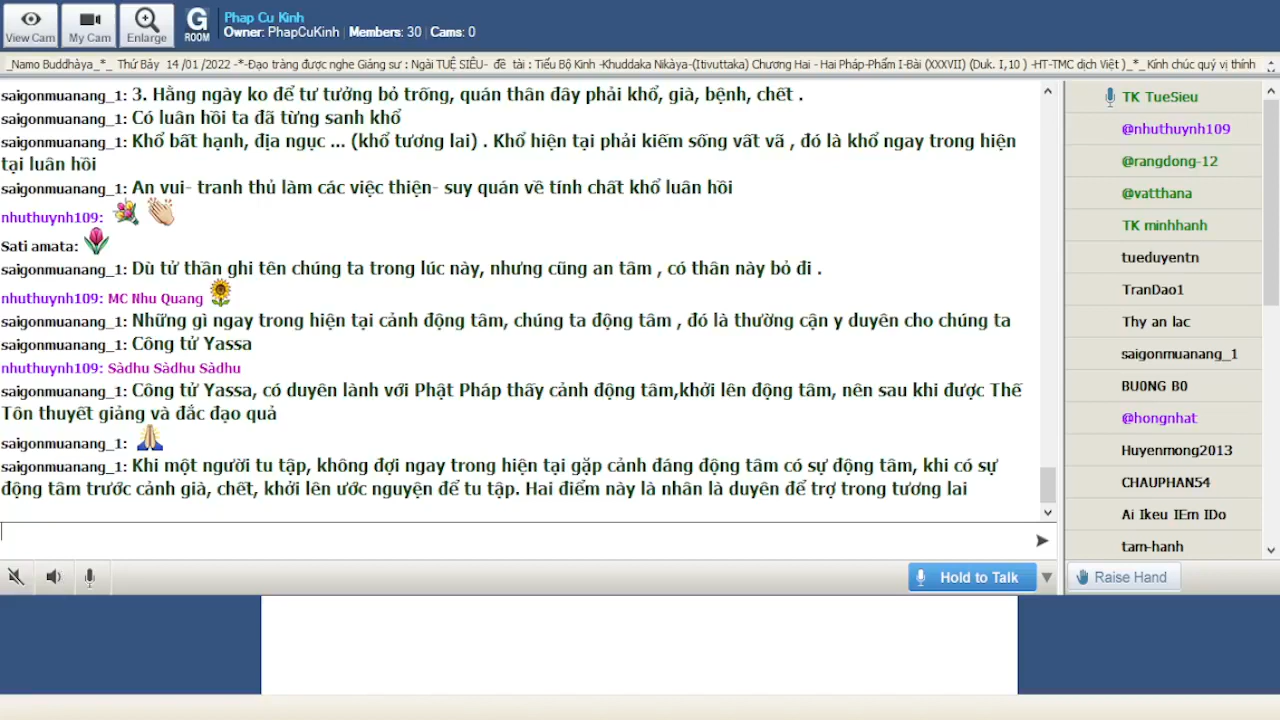 Phap Cu Kinh
Owner: PhapCuKinh Members: 30 Cams: 0
View Cam
My Cam
Enlarge
G
ROOM
_Namo Buddhàya_*_ Thứ Bảy 14 /01 /2022 -*-Đạo tràng được nghe Giáng sư : Ngài TUỆ SIÊU- đề tài : Tiểu Bộ Kinh -Khuddaka Nikàya-(Itivuttaka) Chương Hai - Hai Pháp-Phẩm I-Bài (XXXVII) (Duk. I,10 ) -HT-TMC dịch Việt )_*_Kính chúc quý vị thính
saigonmuanang_1: 3. Hằng ngày ko để tư tưởng bỏ trống, quán thân đây phải khổ, già, bệnh, chết .
saigonmuanang_1: Có luân hồi ta đã từng sanh khổ
saigonmuanang_1: Khổ bất hạnh, địa ngục ... (khổ tương lai) . Khổ hiện tại phải kiếm sống vất vã , đó là khổ ngay trong hiện
tại luân hồi
saigonmuanang_1: An vui- tranh thủ làm các việc thiện- suy quán về tính chất khổ luân hồi
nhuthuynh109:
Sati amata:
saigonmuanang_1: Dù tử thần ghi tên chúng ta trong lúc này, nhưng cũng an tâm , có thân này bỏ đi .
nhuthuynh109: MC Nhu Quang
saigonmuanang_1: Những gì ngay trong hiện tại cảnh động tâm, chúng ta động tâm , đó là thường cận y duyên cho chúng ta
saigonmuanang_1: Công tử Yassa
nhuthuynh109: Sàdhu Sàdhu Sàdhu
saigonmuanang_1: Công tử Yassa, có duyên lành với Phật Pháp thấy cảnh động tâm,khởi lên động tâm, nên sau khi được Thế
Tôn thuyết giảng và đắc đạo quả
saigonmuanang_1:
saigonmuanang_1: Khi một người tu tập, không đợi ngay trong hiện tại gặp cảnh đáng động tâm có sự động tâm, khi có sự
động tâm trước cảnh già, chết, khởi lên ước nguyện để tu tập. Hai điểm này là nhân là duyên để trợ trong tương lai
Hold to Talk
TK TueSieu
@nhuthuynh109
@rangdong-12
@vatthana
TK minhhanh
tueduyentn
TranDao1
Thy an lac
saigonmuanang_1
BU0NG B0
@hongnhat
Huyenmong2013
CHAUPHAN54
Ai Ikeu IEm IDo
tam-hanh
Raise Hand